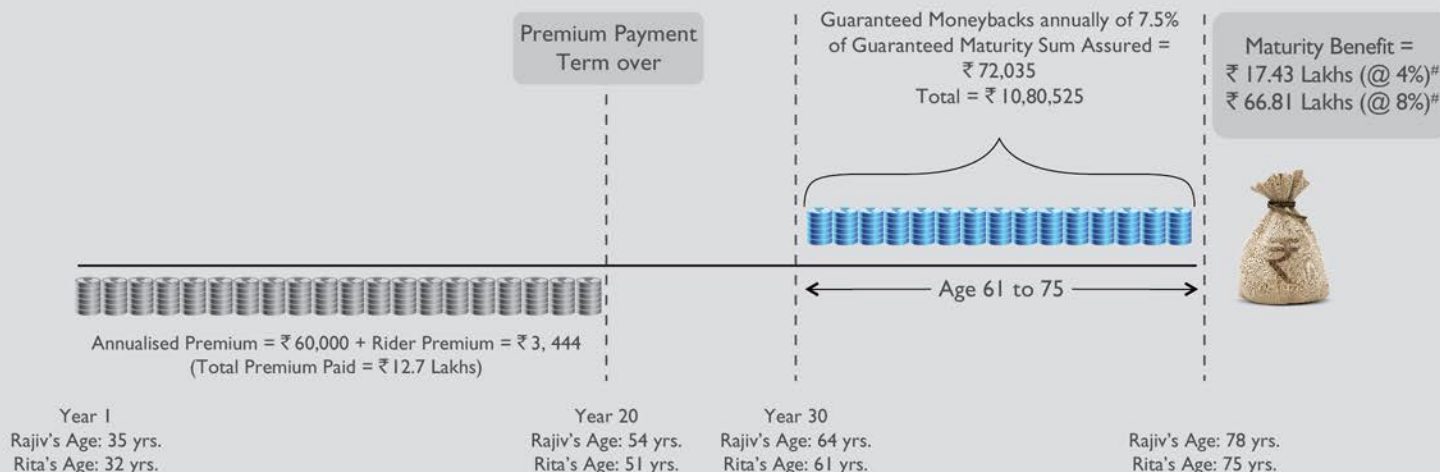 Premium Payment
Term over
Guaranteed Moneybacks annually of 7.5%
of Guaranteed Maturity Sum Assured =
₹ 72,035
Total = ₹ 10,80,525
Maturity Benefit =
₹ 17.43 Lakhs (@ 4%)#
₹ 66.81 Lakhs (@ 8%)#
₹
Age 61 to 75
Annualised Premium = ₹ 60,000 + Rider Premium = ₹ 3, 444
(Total Premium Paid = ₹ 12.7 Lakhs)
Year 1
Rajiv's Age: 35 yrs.
Rita's Age: 32 yrs.
Year 20
Rajiv's Age: 54 yrs.
Rita's Age: 51 yrs.
Year 30
Rajiv's Age: 64 yrs.
Rita's Age: 61 yrs.
Rajiv's Age: 78 yrs.
Rita's Age: 75 yrs.